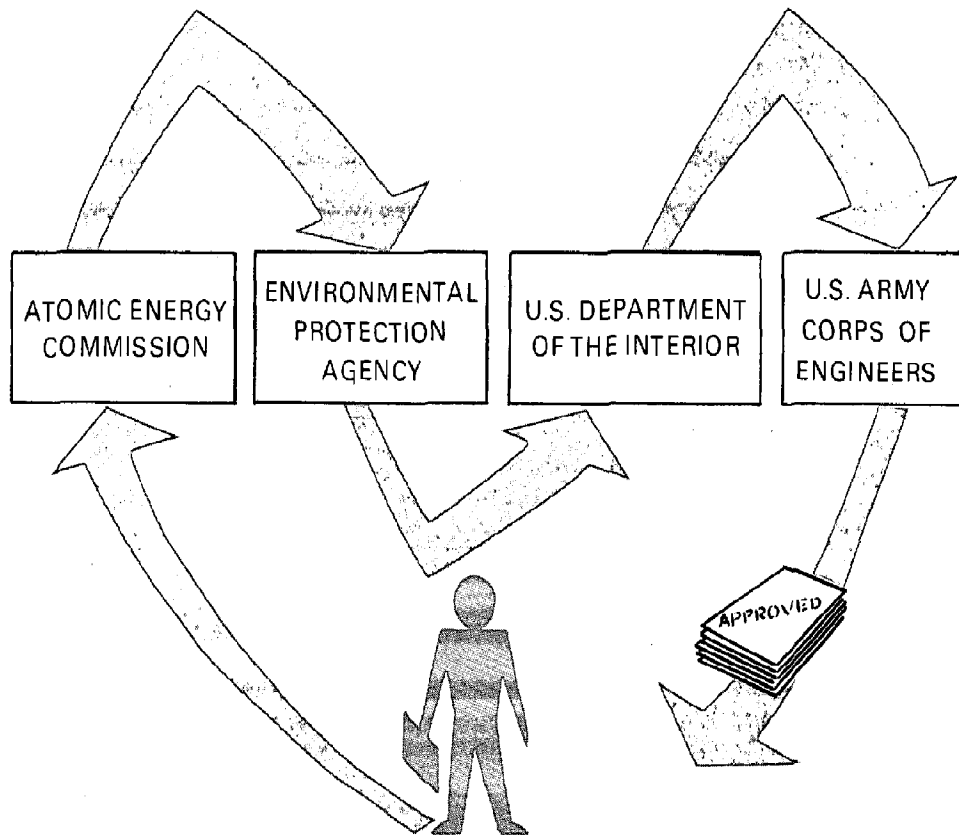 ATOMIC ENERGY
COMMISSION
ENVIRONMENTAL
PROTECTION
AGENCY
U.S. DEPARTMENT
OF THE INTERIOR
U.S. ARMY
CORPS OF
ENGINEERS
APPROVED